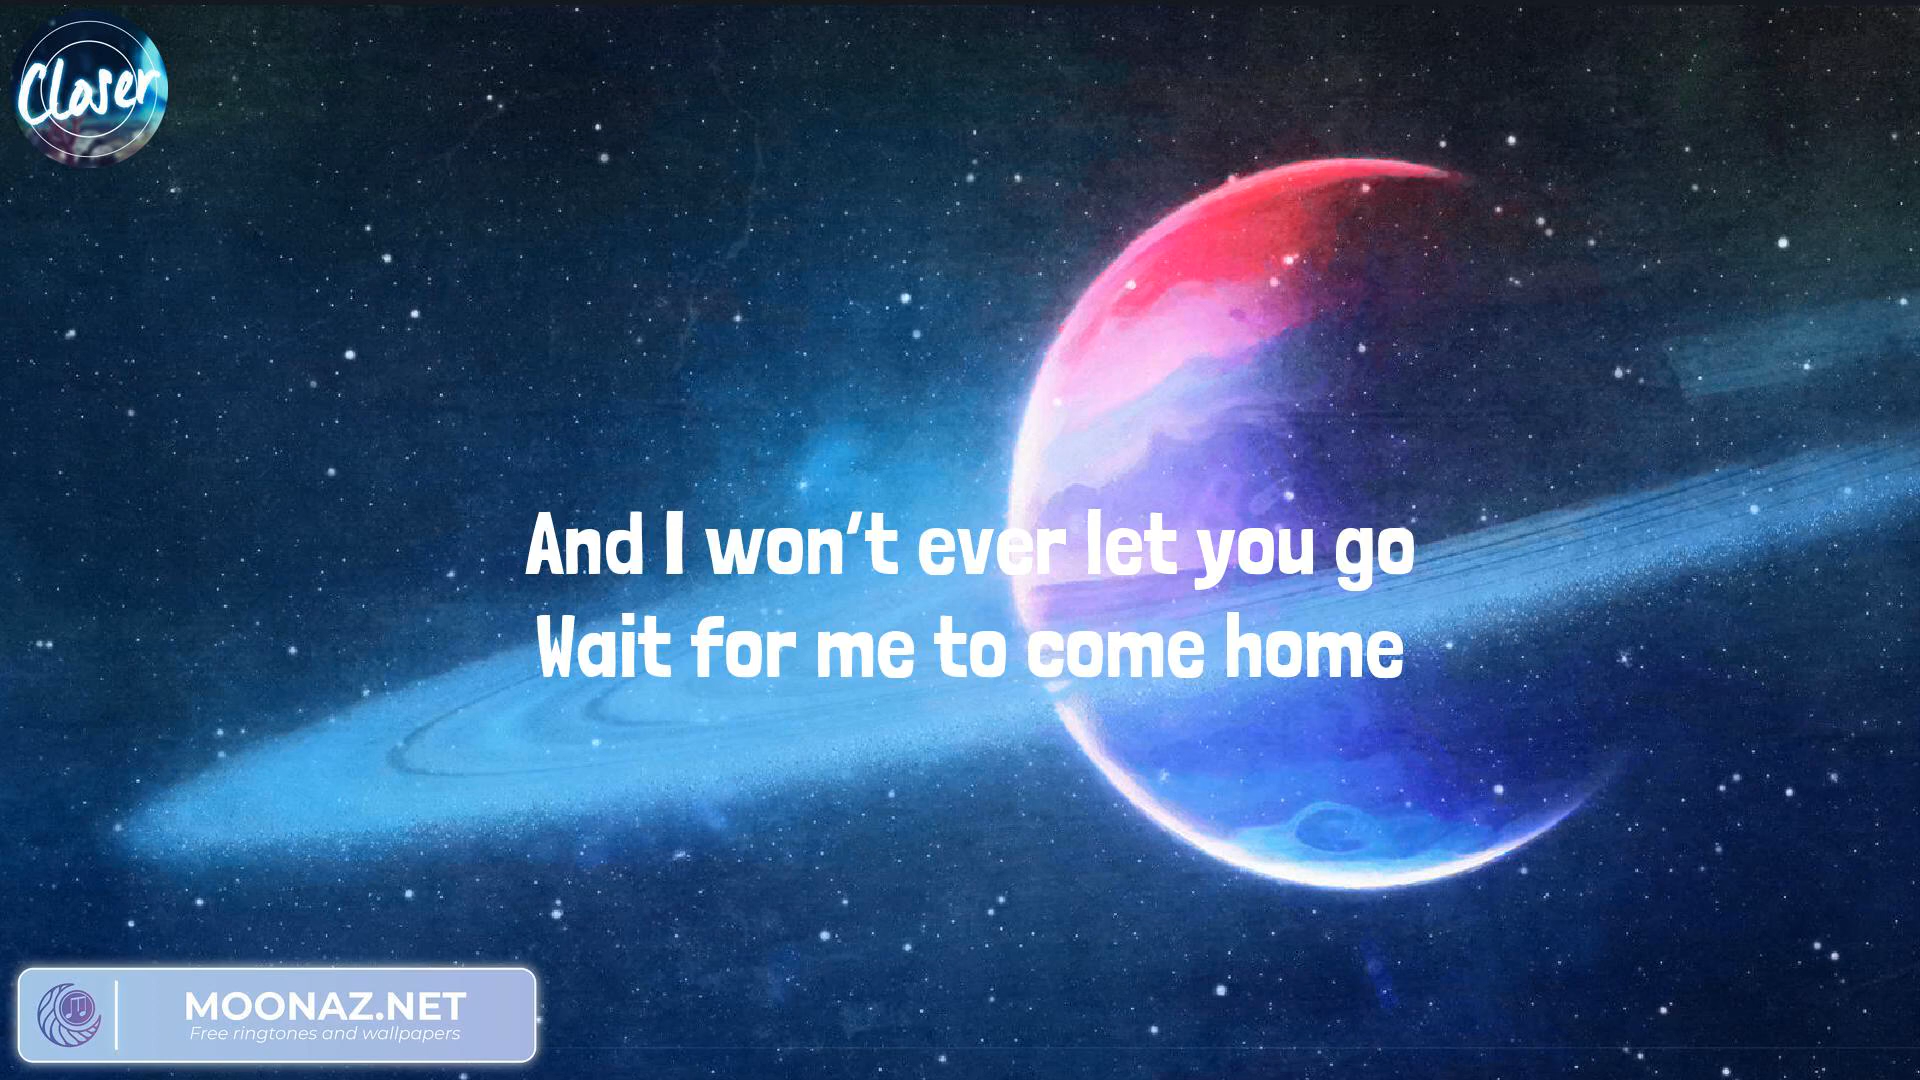 Closer
And I won't ever let you go
Wait for me to come home
MOONAZ.NET
Free ringtones and wallpapers